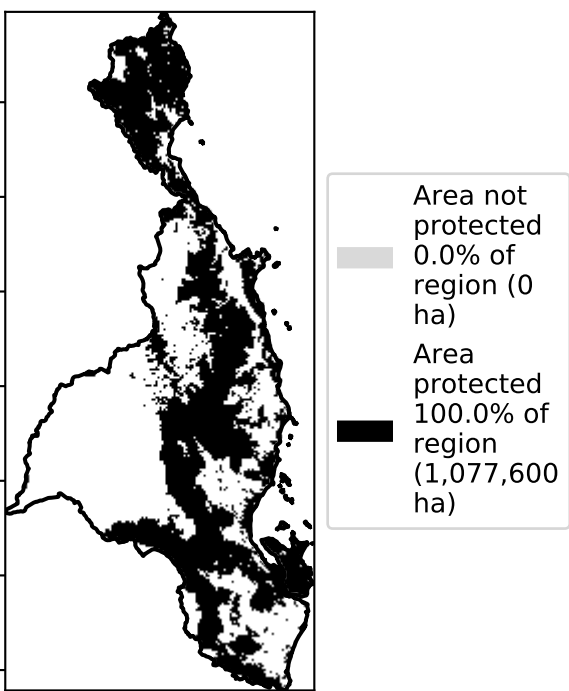 Area not
protected
0.0% of
region (0
ha)
Area
protected
100.0% of
region
(1,077,600
ha)